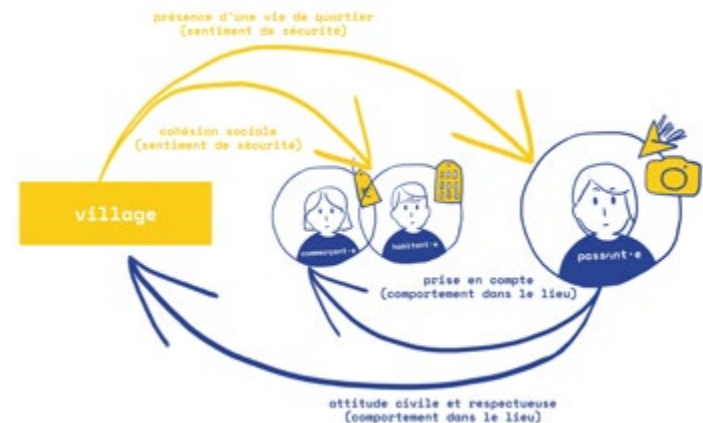 présence d'une vie de quartier
(sentiment de sécurité)
cohésion sociale
(sentiment de sécurité)
village
commerçant·e
habitant·e
passant·e
prise en compte
(comportement dans le lieu)
attitude civile et respectueuse
(comportement dans le lieu)